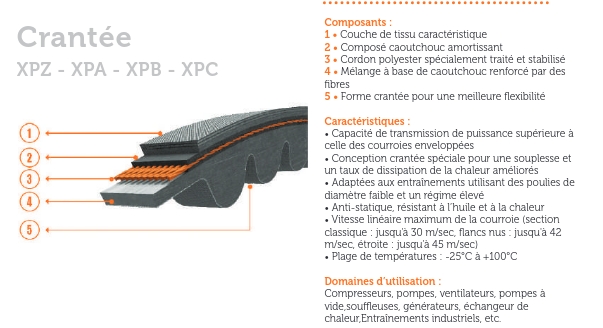 Crantée
XPZ - XPA - XPB - XPC
1
2
3
4
5
Composants :
1 • Couche de tissu caractéristique
2 • Composé caoutchouc amortissant
3 • Cordon polyester spécialement traité et stabilisé
4 • Mélange à base de caoutchouc renforcé par des
fibres
5 • Forme crantée pour une meilleure flexibilité
Caractéristiques :
• Capacité de transmission de puissance supérieure à
celle des courroies enveloppées
• Conception crantée spéciale pour une souplesse et
un taux de dissipation de la chaleur améliorés
• Adaptées aux entraînements utilisant des poulies de
diamètre faible et un régime élevé
• Anti-statique, résistant à l'huile et à la chaleur
• Vitesse linéaire maximum de la courroie (section
classique : jusqu'à 30 m/sec, flancs nus : jusqu'à 42
m/sec, étroite : jusqu'à 45 m/sec)
• Plage de températures : -25°C à +100°C
Domaines d'utilisation :
Compresseurs, pompes, ventilateurs, pompes à
vide,souffleuses, générateurs, échangeur de
chaleur,Entraînements industriels, etc.